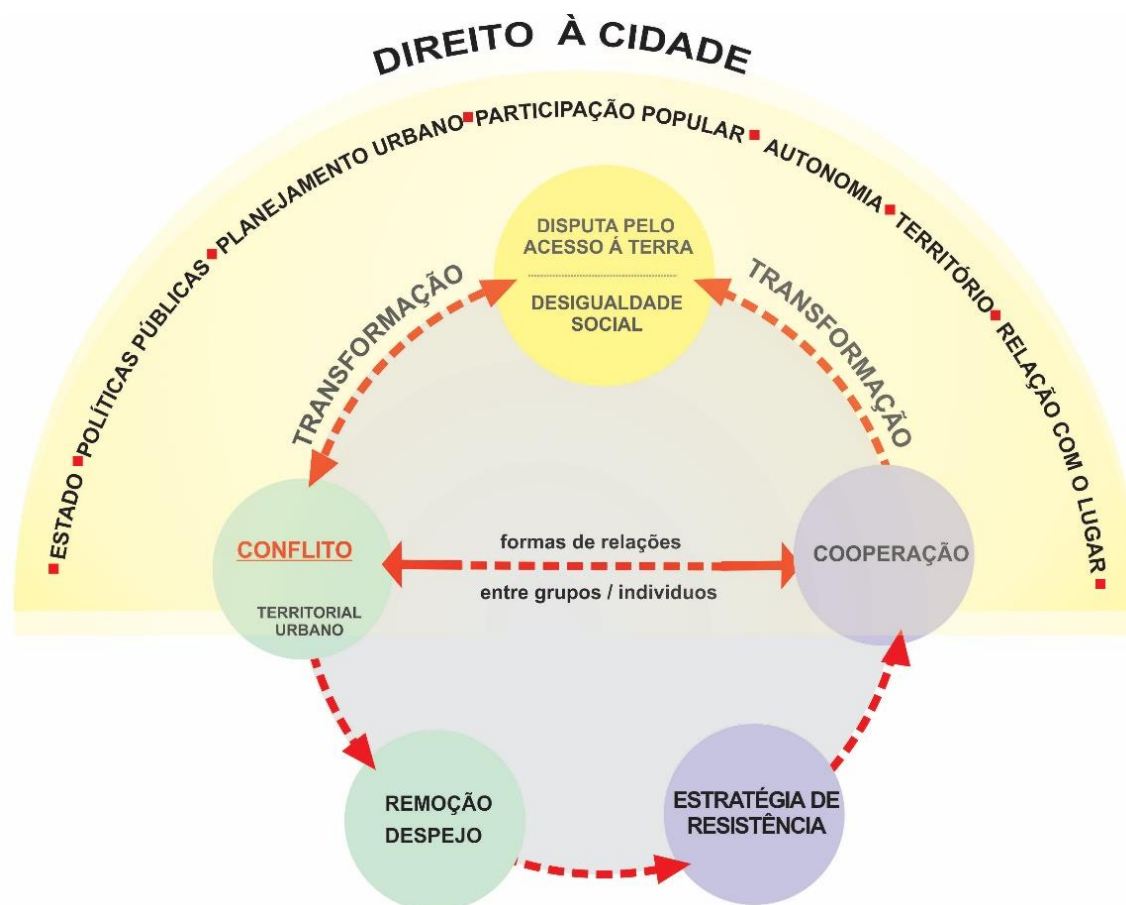 DIREITO À CIDADE
ESTADO
POLÍTICAS PÚBLICAS
PLANEJAMENTO URBANO
PARTICIPAÇÃO POPULAR
AUTONOMIA
TERRITÓRIO
RELAÇÃO COM O LUGAR
DISPUTA PELO
ACESSO Á TERRA
DESIGUALDADE
SOCIAL
TRANSFORMAÇÃO
TRANSFORMAÇÃO
CONFLITO
TERRITORIAL
URBANO
formas de relações
entre grupos / individuos
COOPERAÇÃO
REMOÇÃO
DESPEJO
ESTRATÉGIA DE
RESISTÊNCIA